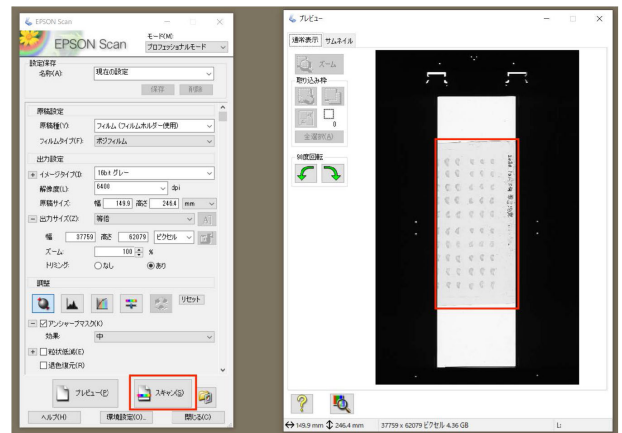 EPSON Scan
EPSON Scan
モード(M):
プロフェッショナルモード
設定保存
名称(A):
現在の設定
保存
削除
原稿設定
原稿種(Y):
フィルム (フィルムホルダー使用)
フィルムタイプ(F):
ポジフィルム
出力設定
イメージタイプ(I):
16bit グレー
解像度(L):
6400
dpi
原稿サイズ:
幅 149.9 高さ 246.4 mm
出力サイズ(Z):
等倍
幅 37759 高さ 62079 ピクセル
ズーム:
100 %
トリミング:
なし
あり
調整
リセット
アンシャープマスク(K)
効果:
中
粒状低減(E)
退色復元(R)
プレビュー(P)
スキャン(S)
ヘルプ(H)
環境設定(O)...
閉じる(C)
プレビュー
通常表示
サムネイル
ズーム
取り込み枠
0
全選択(A)
90度回転
149.9 mm 246.4 mm
37759 x 62079 ピクセル 4.36 GB
L: